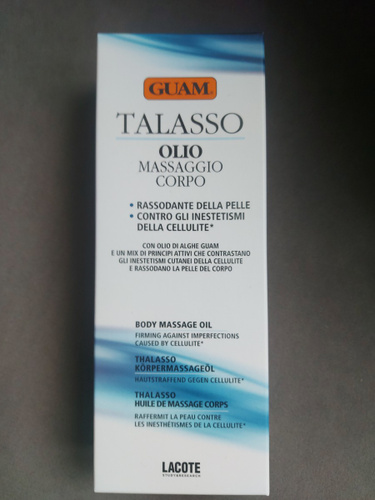 GUAM
TALASSO
OLIO
MASSAGGIO
CORPO
• RASSODANTE DELLA PELLE
• CONTRO GLI INESTETISMI
DELLA CELLULITE*
CON OLIO DI ALGHE GUAM
E UN MIX DI PRINCIPI ATTIVI CHE CONTRASTANO
GLI INESTETISMI CUTANEI DELLA CELLULITE
E RASSODANO LA PELLE DEL CORPO
BODY MASSAGE OIL
FIRMING AGAINST IMPERFECTIONS
CAUSED BY CELLULITE*
THALASSO
KÖRPERMASSAGEÖL
HAUTSTRAFFEND GEGEN CELLULITE*
THALASSO
HUILE DE MASSAGE CORPS
RAFFERMIT LA PEAU CONTRE
LES INESTHÉTISMES DE LA CELLULITE*
LACOTE